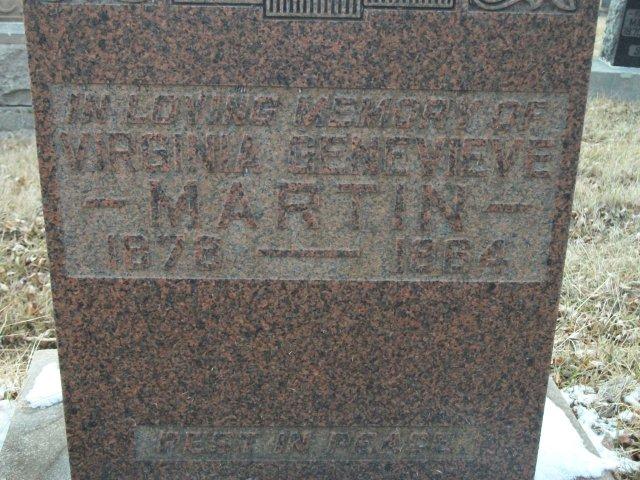 IN LOVING MEMORY OF
VIRGINIA GENEVIEVE
- MARTIN -
1878 — 1964
REST IN PEACE